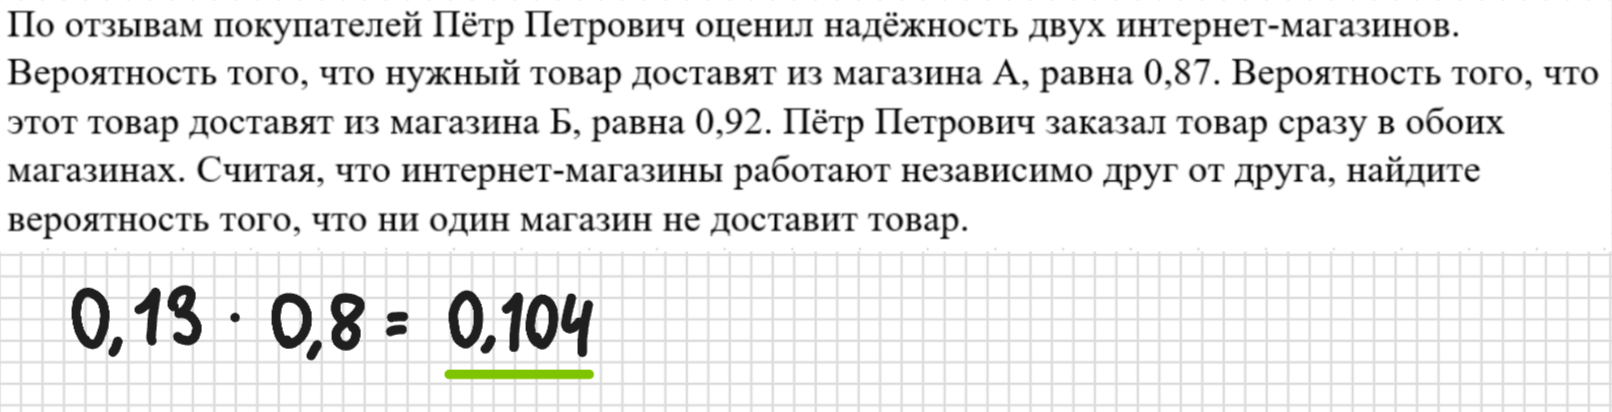 По отзывам покупателей Пётр Петрович оценил надёжность двух интернет-магазинов.
Вероятность того, что нужный товар доставят из магазина А, равна 0,87. Вероятность того, что
этот товар доставят из магазина Б, равна 0,92. Пётр Петрович заказал товар сразу в обоих
магазинах. Считая, что интернет-магазины работают независимо друг от друга, найдите
вероятность того, что ни один магазин не доставит товар.
0,13 · 0,8 = 0,104